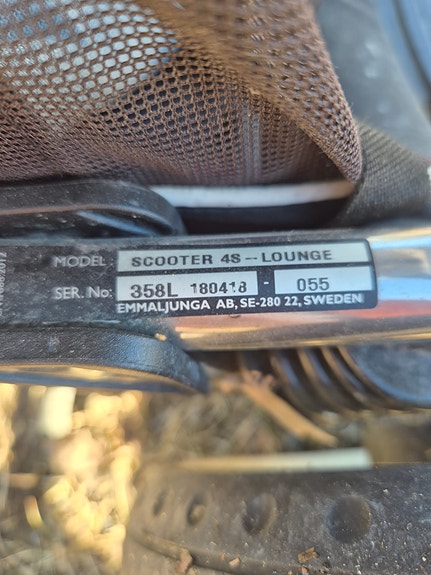 MODEL: SCOOTER 4S -- LOUNGE
SER. No: 358L 180418 - 055
EMMALJUNGA AB, SE-280 22, SWEDEN